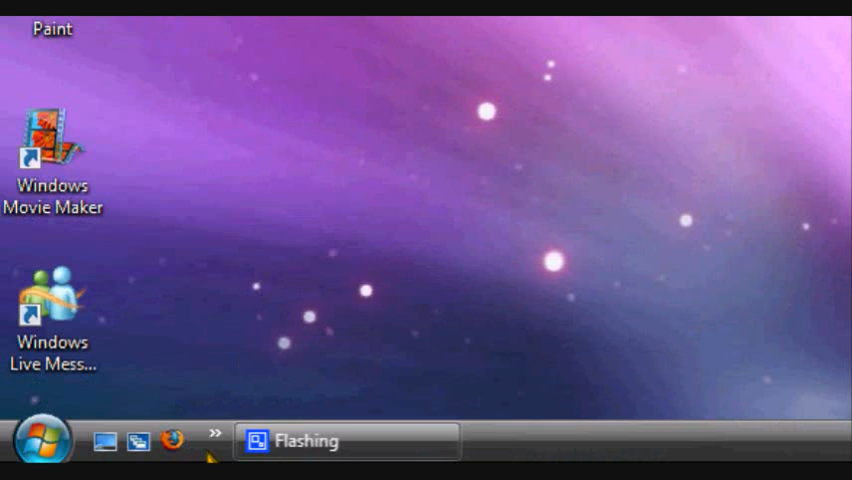 Paint
Windows
Movie Maker
Windows
Live Mess...
Flashing